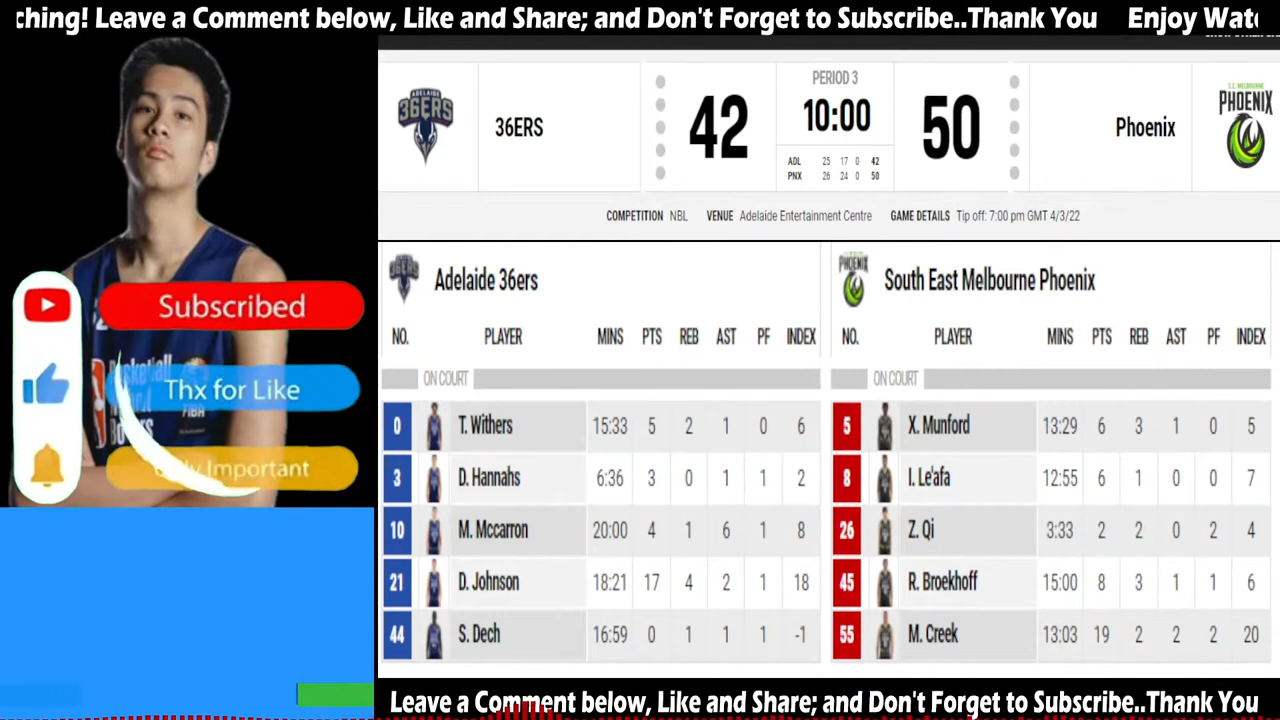 ching! Leave a Comment below, Like and Share; and Don't Forget to Subscribe..Thank You Enjoy Watc
ADELAIDE
36ERS
36ERS
42
PERIOD 3
10:00
ADL 25 17 0 42
PNX 26 24 0 50
50
Phoenix
S.E. MELBOURNE
PHOENIX
COMPETITION NBL VENUE Adelaide Entertainment Centre GAME DETAILS Tip off: 7:00 pm GMT 4/3/22
36ERS Adelaide 36ers
NO. PLAYER MINS PTS REB AST PF INDEX
ON COURT
0 T. Withers 15:33 5 2 1 0 6
3 D. Hannahs 6:36 3 0 1 1 2
10 M. Mccarron 20:00 4 1 6 1 8
21 D. Johnson 18:21 17 4 2 1 18
44 S. Dech 16:59 0 1 1 1 -1
PHOENIX South East Melbourne Phoenix
NO. PLAYER MINS PTS REB AST PF INDEX
ON COURT
5 X. Munford 13:29 6 3 1 0 5
8 I. Le'afa 12:55 6 1 0 0 7
26 Z. Qi 3:33 2 2 0 2 4
45 R. Broekhoff 15:00 8 3 1 1 6
55 M. Creek 13:03 19 2 2 2 20
Subscribed
Thx for Like
Important
Basketball
FIBA
Leave a Comment below, Like and Share; and Don't Forget to Subscribe..Thank You